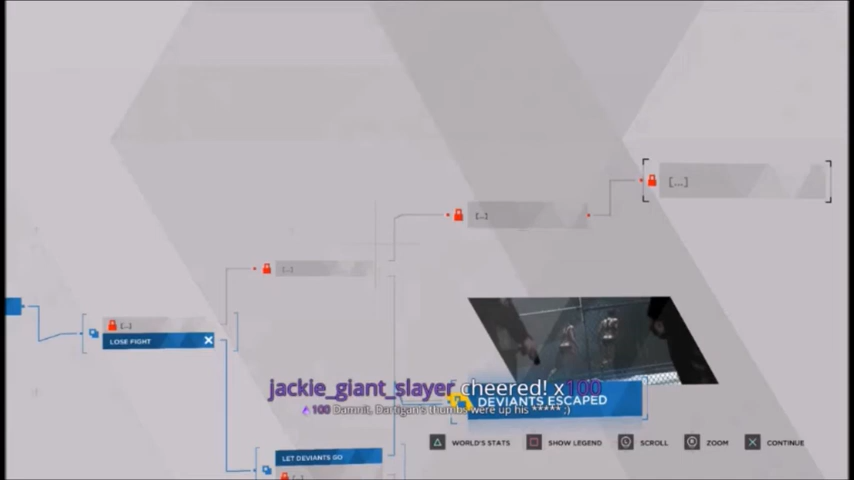 [...]
[...]
[...]
[...]
LOSE FIGHT
jackie_giant_slayer cheered! x100
100 Damnit, Dartigan's thumbs were up his ***** ;)
DEVIANTS ESCAPED
WORLD'S STATS
SHOW LEGEND
SCROLL
ZOOM
CONTINUE
LET DEVIANTS GO
[...]